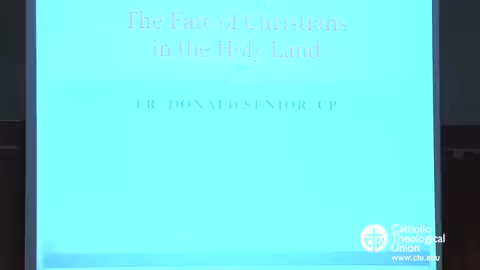 The Fate of Christians
in the Holy Land
FR. DONALD SENIOR, CP
Catholic
Theological
Union
www.ctu.edu